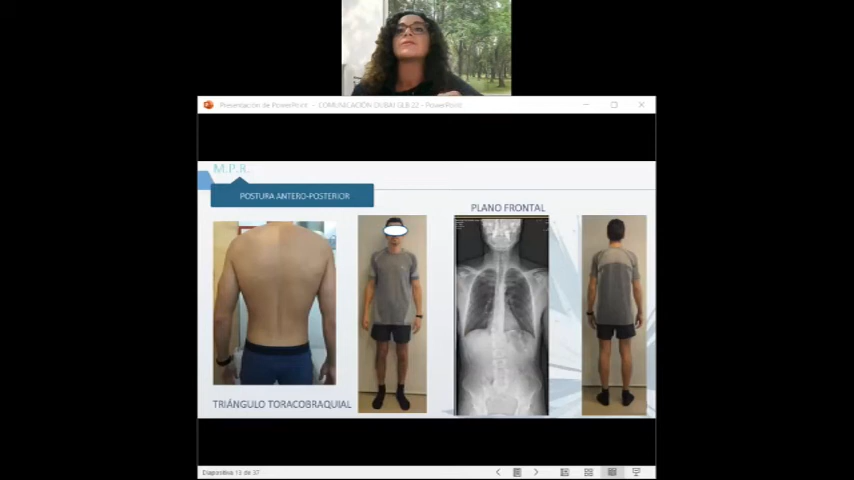 Presentación de PowerPoint - COMUNICACIÓN DUBAI GLB-22 - PowerPoint
M.P.R.
POSTURA ANTERO-POSTERIOR
PLANO FRONTAL
TRIÁNGULO TORACOBRAQUIAL
Diapositiva 13 de 37